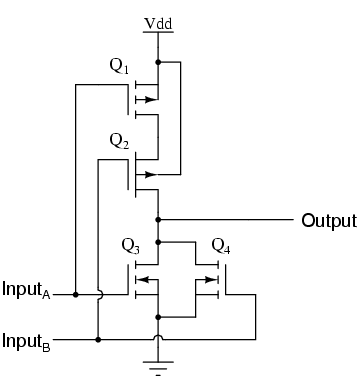 Vdd
Q1
Q2
Output
Q3
Q4
InputA
InputB